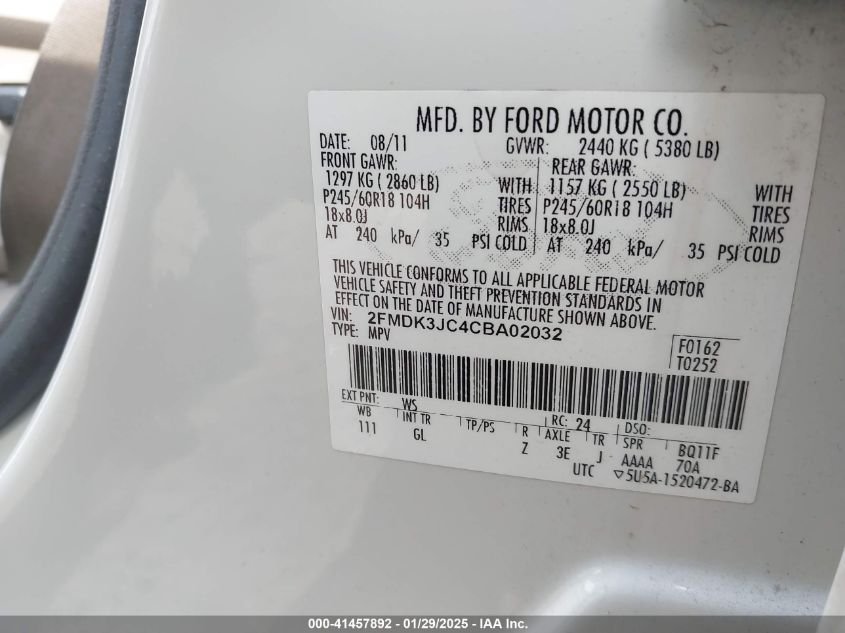 MFD. BY FORD MOTOR CO.
DATE: 08/11 GVWR: 2440 KG ( 5380 LB)
FRONT GAWR: REAR GAWR:
1297 KG ( 2860 LB) WITH 1157 KG ( 2550 LB) WITH
P245/60R18 104H TIRES P245/60R18 104H TIRES
18x8.0J RIMS 18x8.0J RIMS
AT 240 kPa/ 35 PSI COLD AT 240 kPa/ 35 PSI COLD
THIS VEHICLE CONFORMS TO ALL APPLICABLE FEDERAL MOTOR
VEHICLE SAFETY AND THEFT PREVENTION STANDARDS IN
EFFECT ON THE DATE OF MANUFACTURE SHOWN ABOVE.
VIN: 2FMDK3JC4CBA02032
TYPE: MPV
F0162
T0252
EXT PNT: WS RC: 24 DSO:
WB INT TR TP/PS R AXLE TR SPR BQ11F
111 GL Z 3E J AAAA 70A
UTC ▽5U5A-1520472-BA
000-41457892 - 01/29/2025 - IAA Inc.